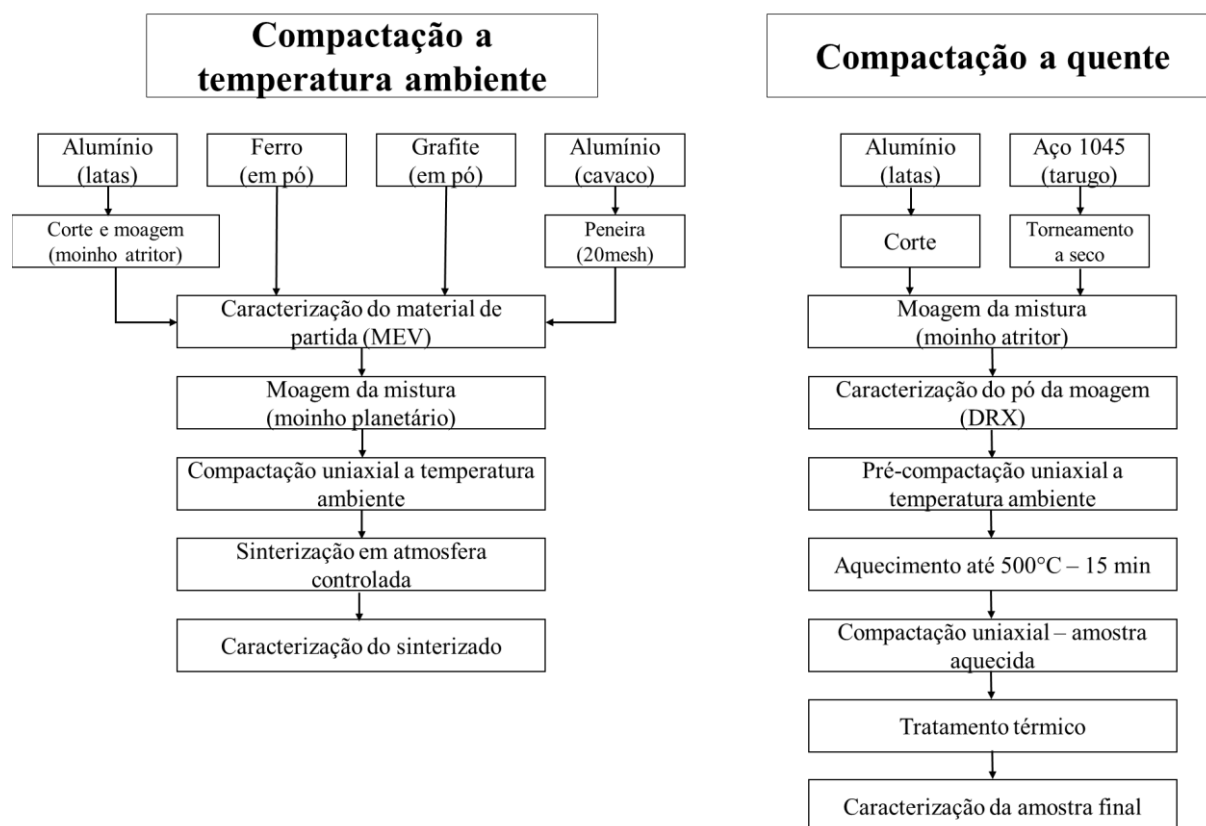 Compactação a
temperatura ambiente
Alumínio
(latas)
Ferro
(em pó)
Grafite
(em pó)
Alumínio
(cavaco)
Corte e moagem
(moinho atritor)
Peneira
(20mesh)
Caracterização do material de
partida (MEV)
Moagem da mistura
(moinho planetário)
Compactação uniaxial a temperatura
ambiente
Sinterização em atmosfera
controlada
Caracterização do sinterizado
Compactação a quente
Alumínio
(latas)
Aço 1045
(tarugo)
Corte
Torneamento
a seco
Moagem da mistura
(moinho atritor)
Caracterização do pó da moagem
(DRX)
Pré-compactação uniaxial a
temperatura ambiente
Aquecimento até 500°C – 15 min
Compactação uniaxial – amostra
aquecida
Tratamento térmico
Caracterização da amostra final